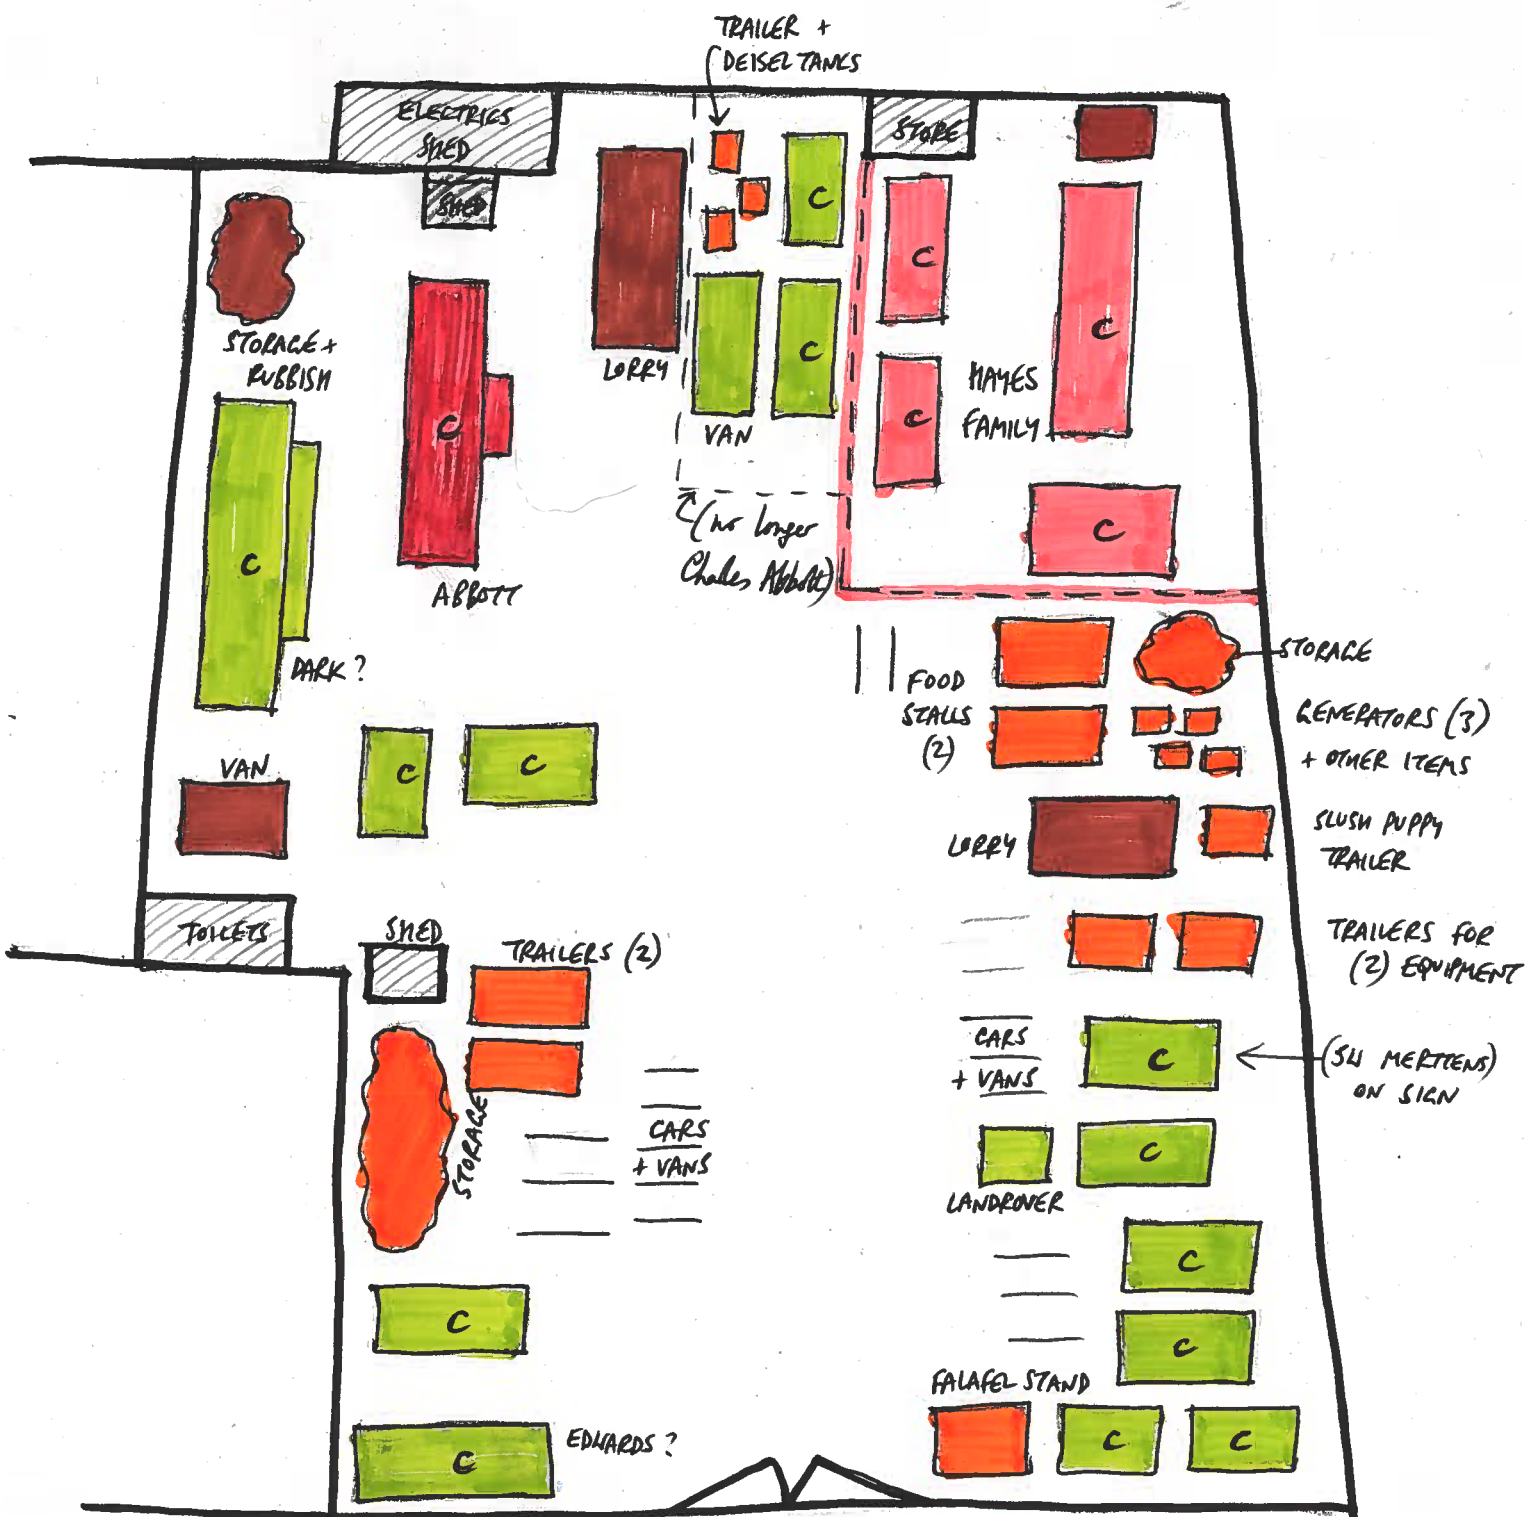 TRAILER +
DEISEL TANKS
ELECTRICS
SHED
SHED
STORE
C
C
C
C
STORAGE +
RUBBISH
LORRY
C
C
C
HAYES
FAMILY
VAN
C
C
(no longer
Charles Abbott)
ABBOTT
C
DARK?
FOOD
STALLS
(2)
STORAGE
GENERATORS (3)
+ OTHER ITEMS
VAN
C
C
LORRY
SLUSH PUPPY
TRAILER
TOILETS
SHED
TRAILERS (2)
TRAILERS FOR
(2) EQUIPMENT
STORAGE
CARS
+ VANS
CARS
+ VANS
C
(SW MERTTENS)
ON SIGN
C
LANDROVER
C
C
C
FALAFEL STAND
C
C
C
EDWARDS?